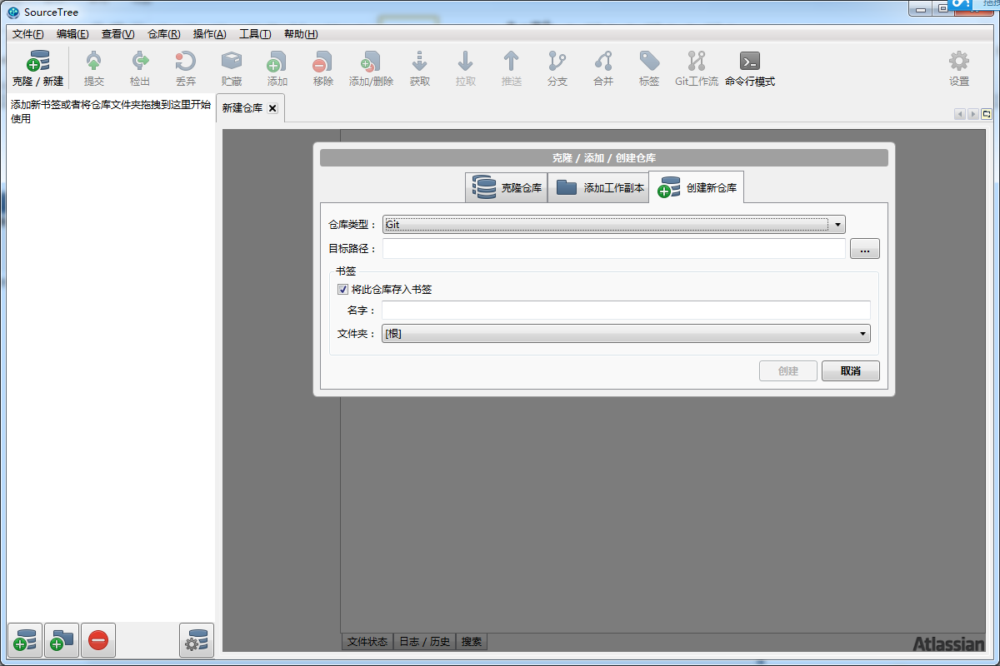 SourceTree
拖拽
文件(F) 编辑(E) 查看(V) 仓库(R) 操作(A) 工具(T) 帮助(H)
克隆 / 新建 提交 检出 丢弃 贮藏 添加 移除 添加/删除 获取 拉取 推送 分支 合并 标签 Git工作流 命令行模式 设置
添加新书签或者将仓库文件夹拖拽到这里开始
使用
新建仓库
克隆 / 添加 / 创建仓库
克隆仓库 添加工作副本 创建新仓库
仓库类型： Git
目标路径： ...
书签
将此仓库存入书签
名字：
文件夹： [根]
创建 取消
文件状态 日志 / 历史 搜索
Atlassian